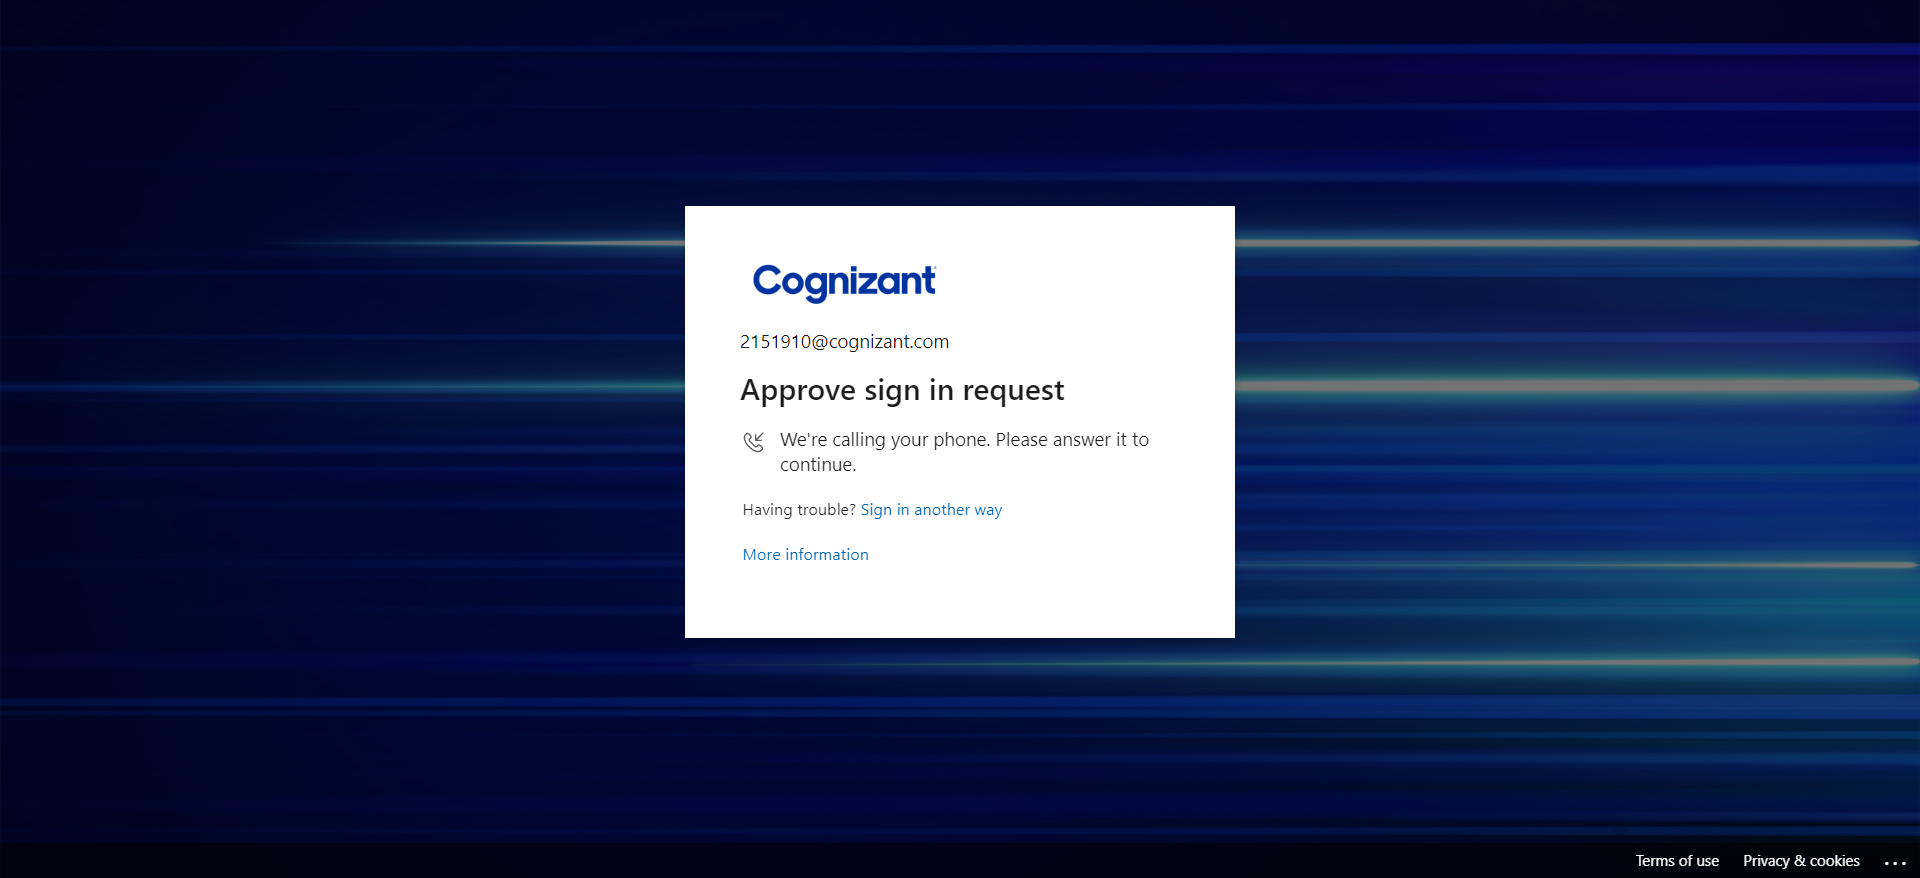 Cognizant
2151910@cognizant.com
Approve sign in request
We're calling your phone. Please answer it to
continue.
Having trouble? Sign in another way
More information
Terms of use Privacy & cookies ...